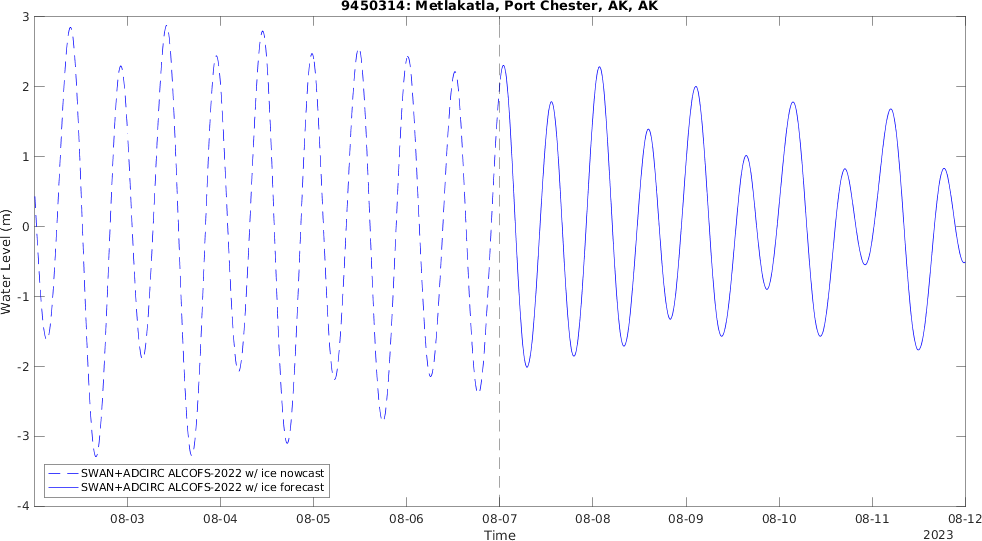 9450314: Metlakatla, Port Chester, AK, AK
Water Level (m)
3
2
1
0
-1
-2
-3
-4
SWAN+ADCIRC ALCOFS-2022 w/ ice nowcast
SWAN+ADCIRC ALCOFS-2022 w/ ice forecast
08-03 08-04 08-05 08-06 08-07 08-08 08-09 08-10 08-11 08-12
Time
2023